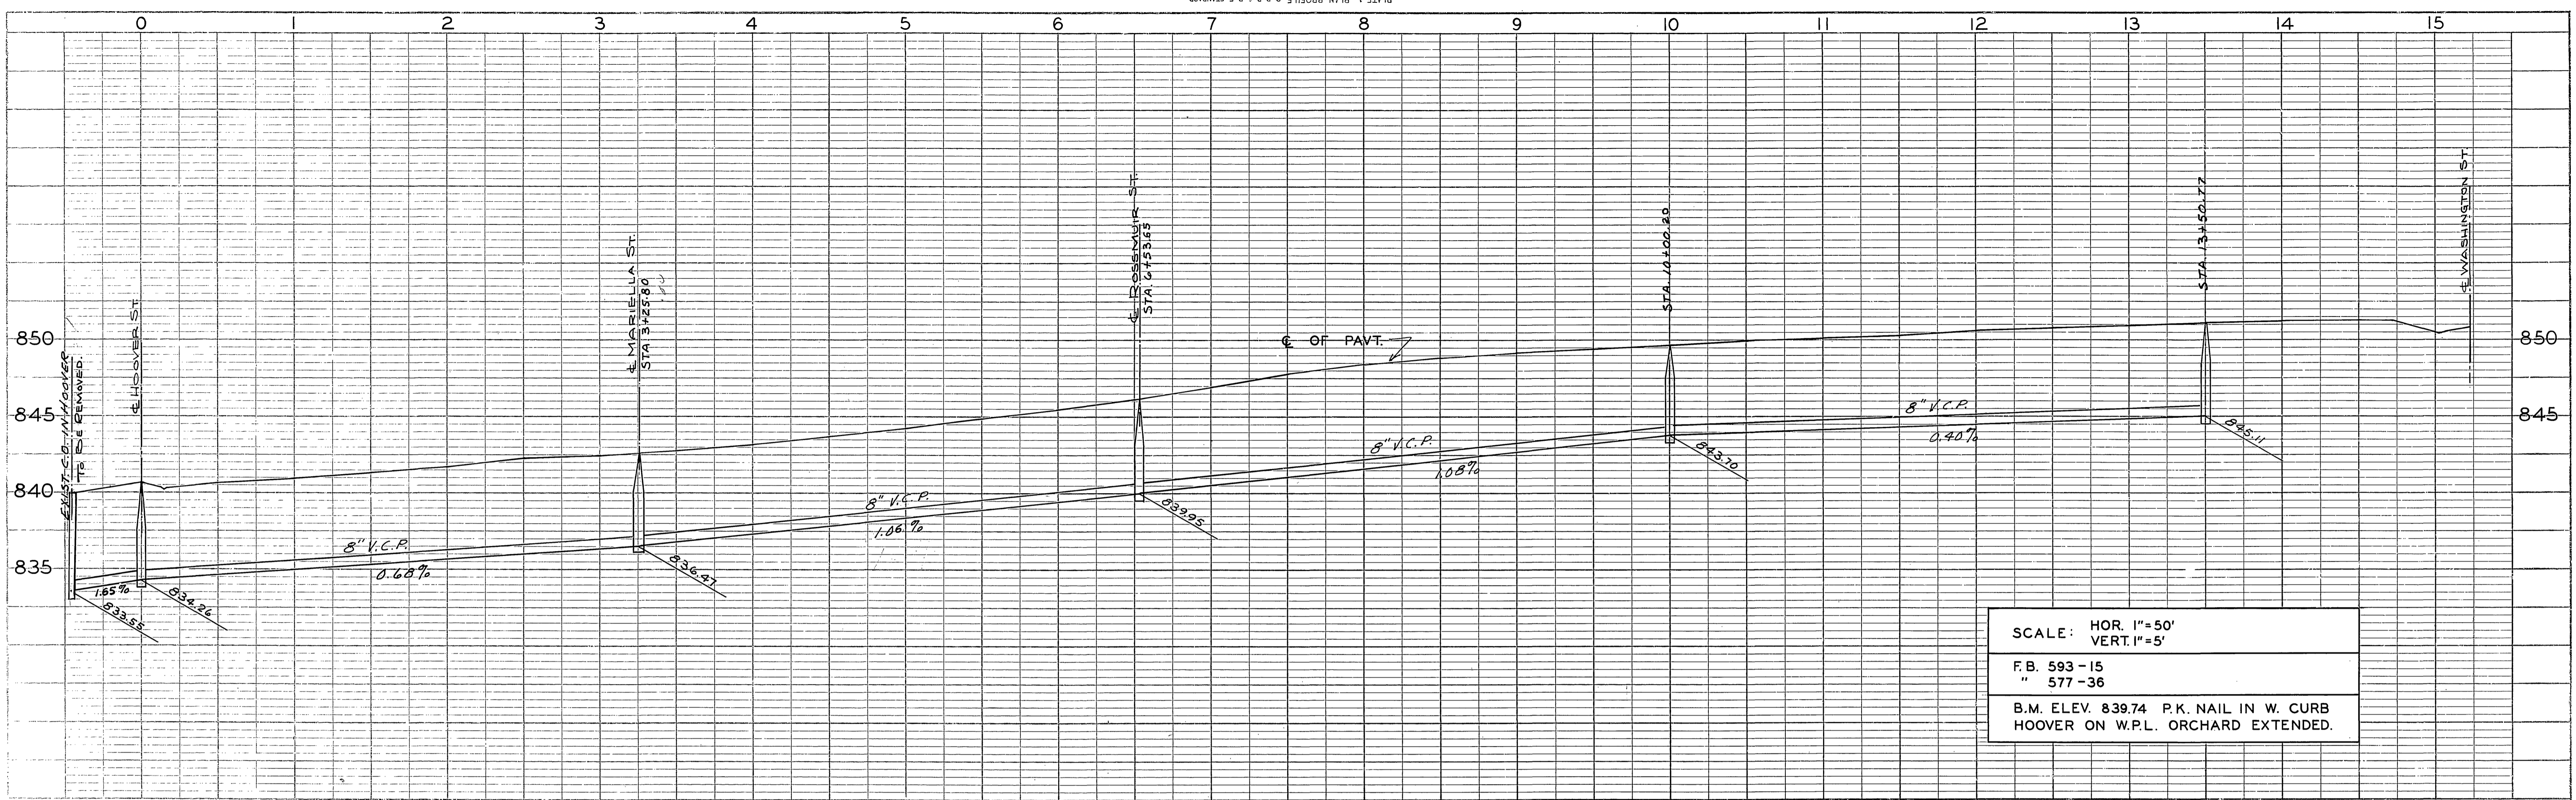 0 1 2 3 4 5 6 7 8 9 10 11 12 13 14 15
EXIST. C.O. IN HOOVER
TO BE REMOVED.
℄ HOOVER ST.
℄ MARIELLA ST.
STA 3+25.80
℄ ROSSMUIR ST.
STA. 6+53.65
STA. 10+00.20
STA. 13+50.77
℄ WASHINGTON ST.
850
℄ OF PAVT.
850
845
845
840
835
8" V.C.P.
8" V.C.P.
8" V.C.P.
8" V.C.P.
1.65%
0.68%
1.06%
1.08%
0.40%
833.55
834.26
836.47
839.95
843.70
845.11
SCALE: HOR. 1"=50'
VERT. 1"=5'
F.B. 593-15
" 577-36
B.M. ELEV. 839.74 P.K. NAIL IN W. CURB
HOOVER ON W.P.L. ORCHARD EXTENDED.